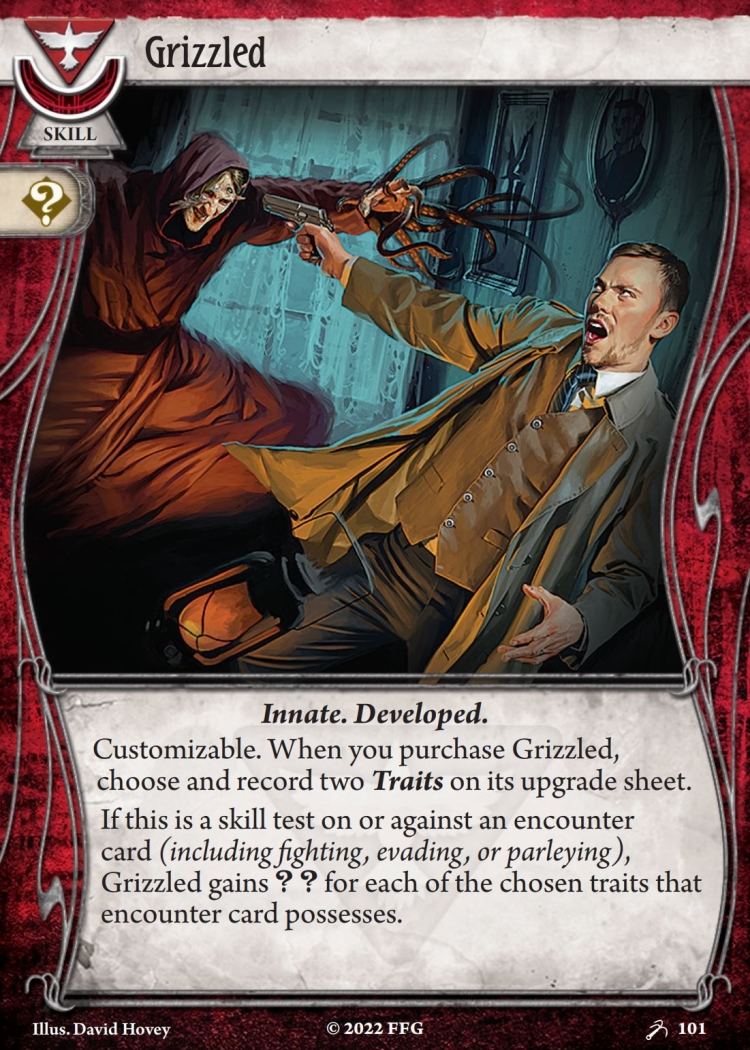 Grizzled
SKILL
?
Innate. Developed.
Customizable. When you purchase Grizzled,
choose and record two Traits on its upgrade sheet.
If this is a skill test on or against an encounter
card (including fighting, evading, or parleying),
Grizzled gains ? ? for each of the chosen traits that
encounter card possesses.
Illus. David Hovey © 2022 FFG 101